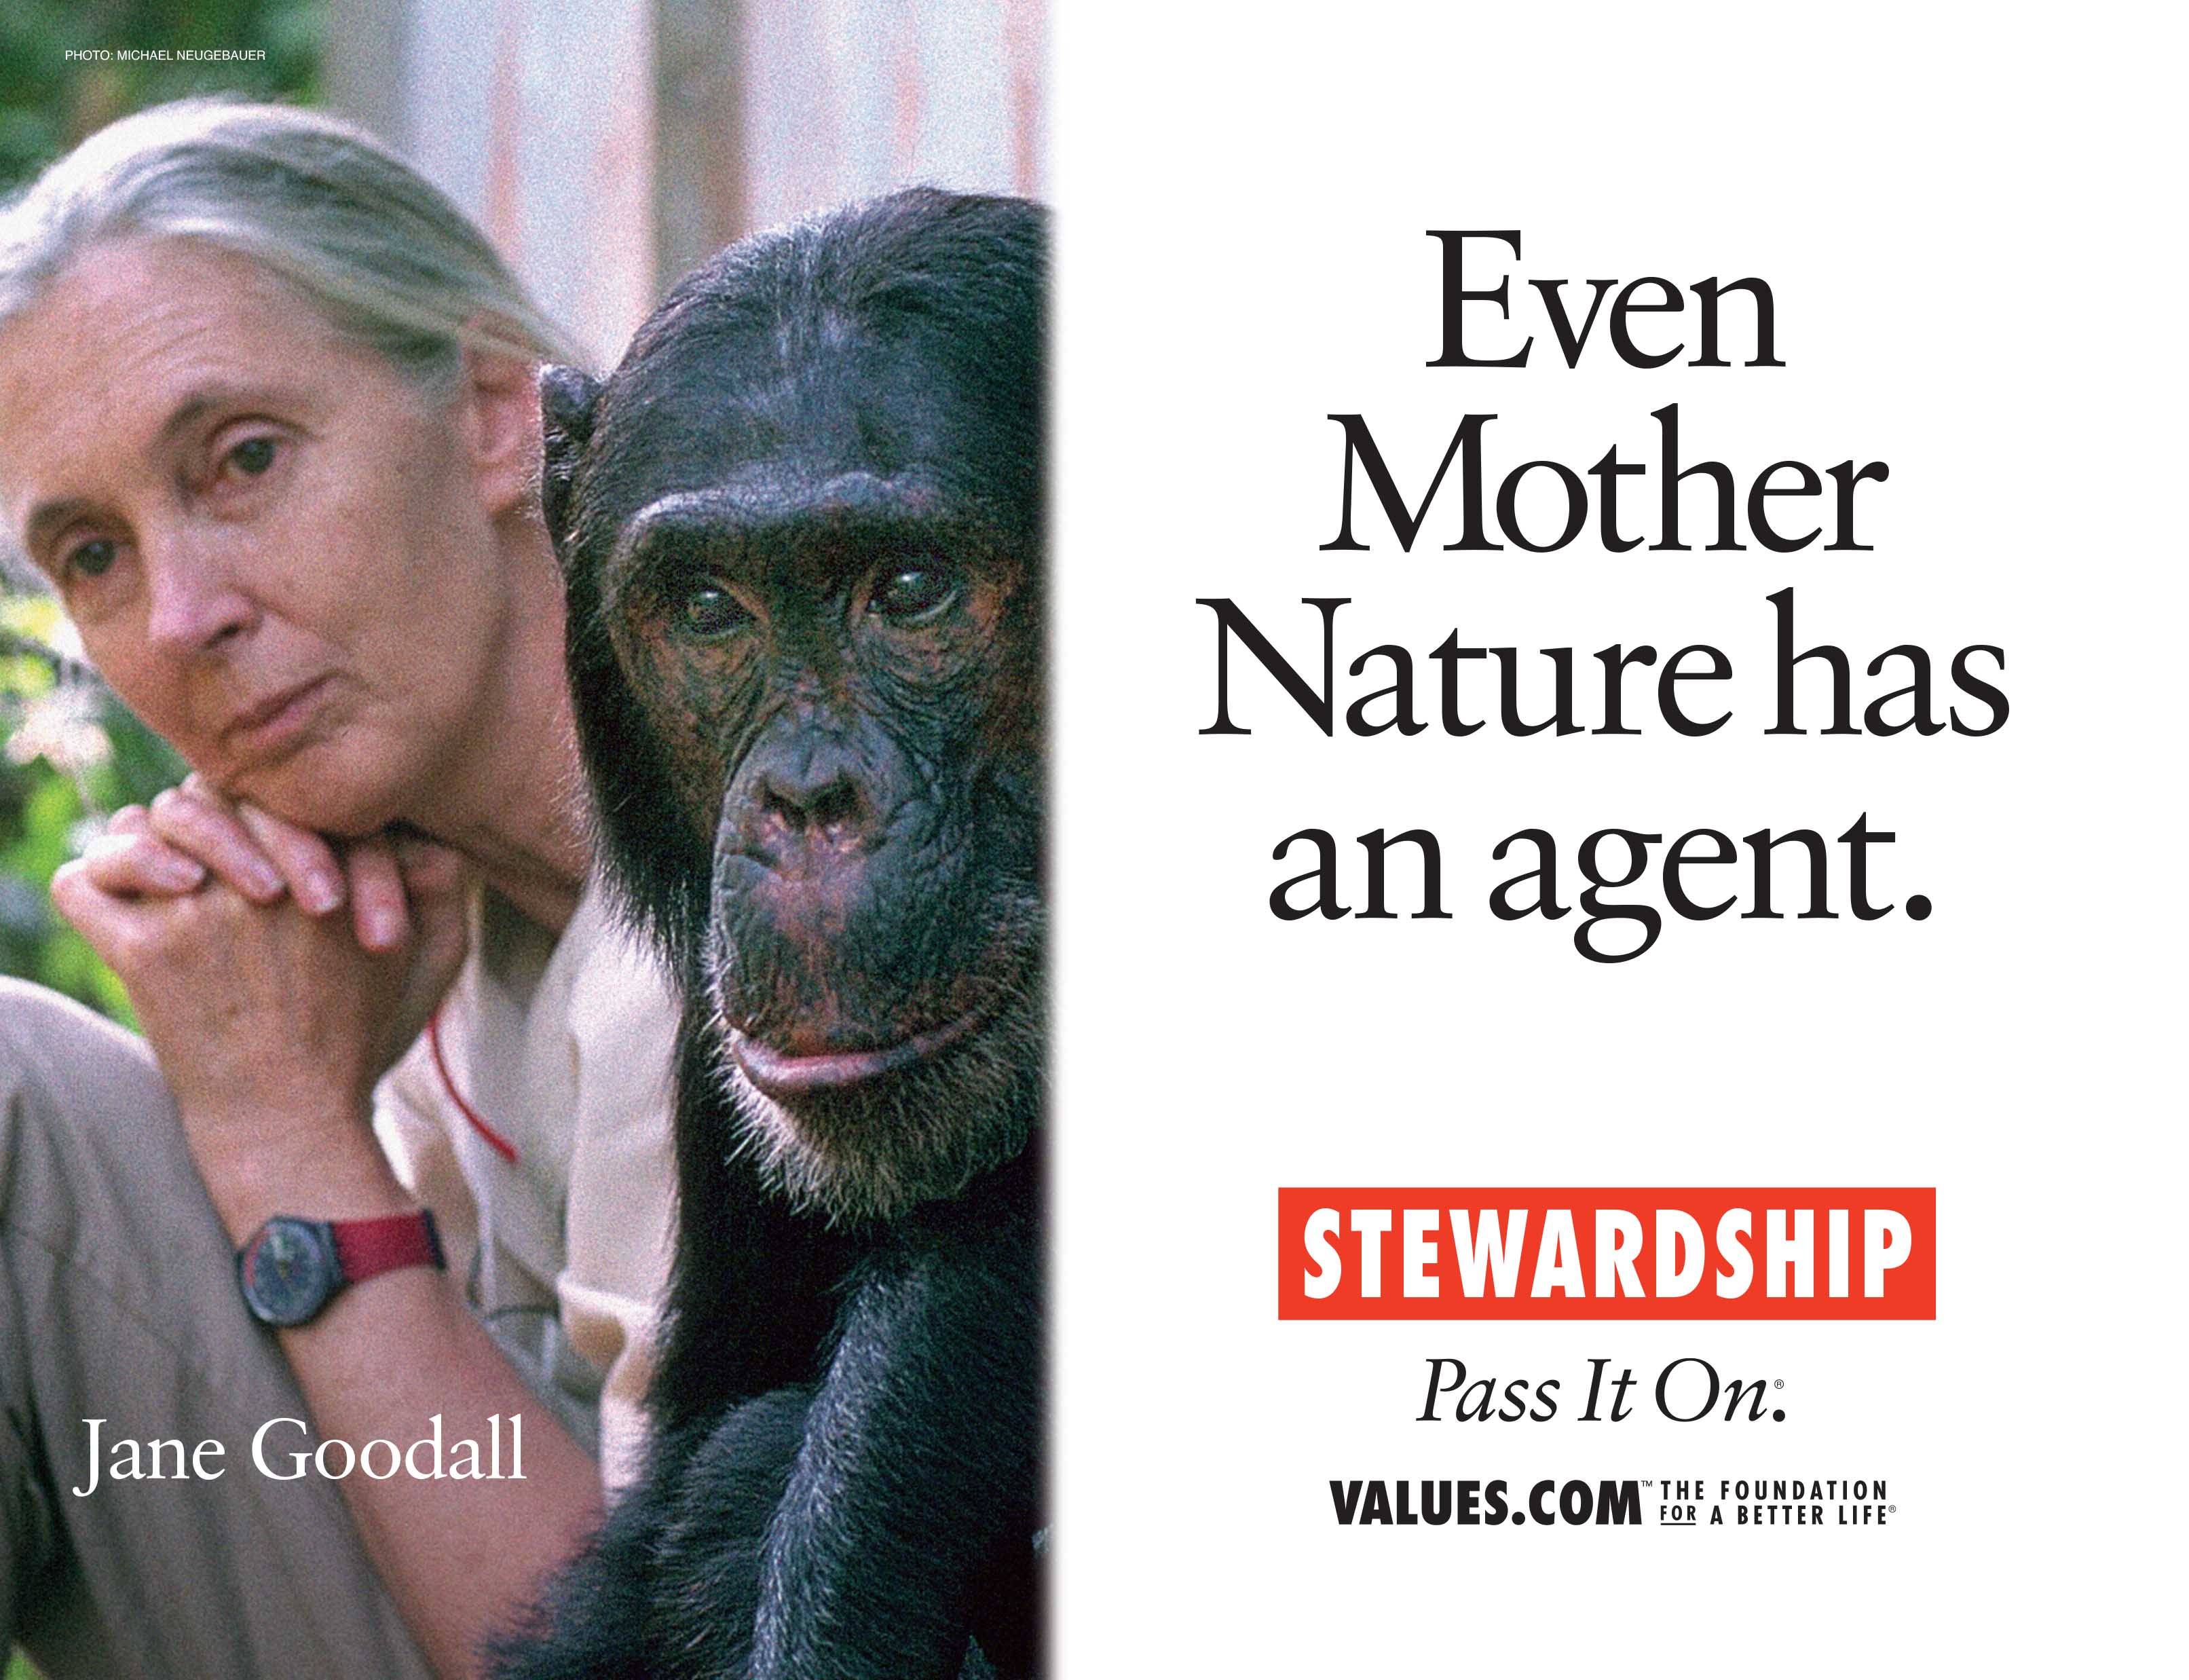 PHOTO: MICHAEL NEUGEBAUER
Jane Goodall
Even
Mother
Nature has
an agent.
STEWARDSHIP
Pass It On.®
VALUES.COM™ THE FOUNDATION
FOR A BETTER LIFE®